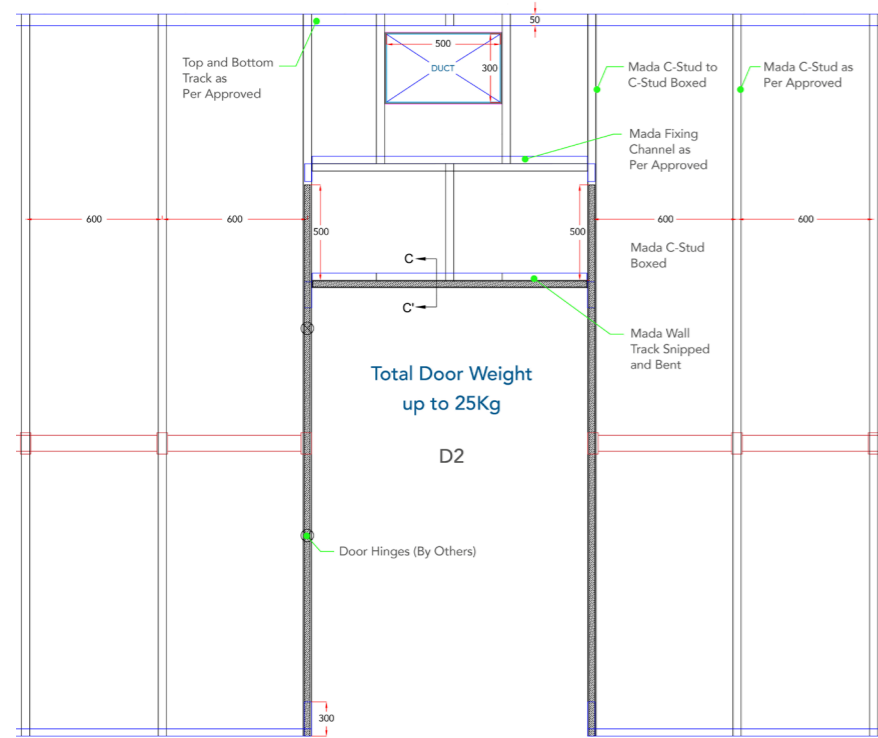 50
500
300
DUCT
Top and Bottom
Track as
Per Approved
Mada C-Stud to
C-Stud Boxed
Mada C-Stud as
Per Approved
Mada Fixing
Channel as
Per Approved
600
600
500
500
600
600
Mada C-Stud
Boxed
C
C'
Mada Wall
Track Snipped
and Bent
Total Door Weight
up to 25Kg
D2
Door Hinges (By Others)
300